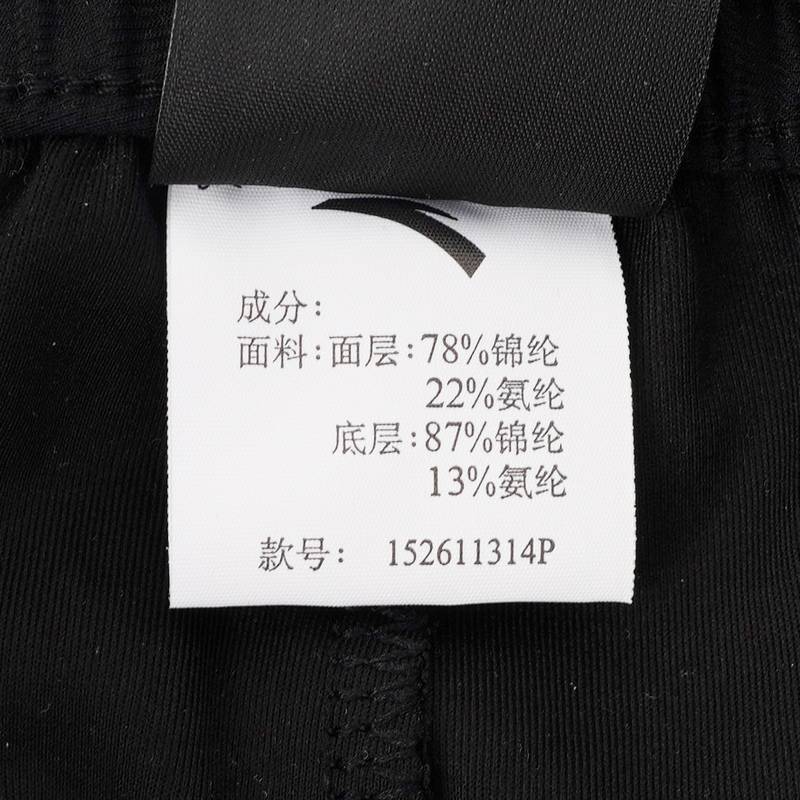 成分：
面料：面层：78%锦纶
22%氨纶
底层：87%锦纶
13%氨纶
款号： 152611314P